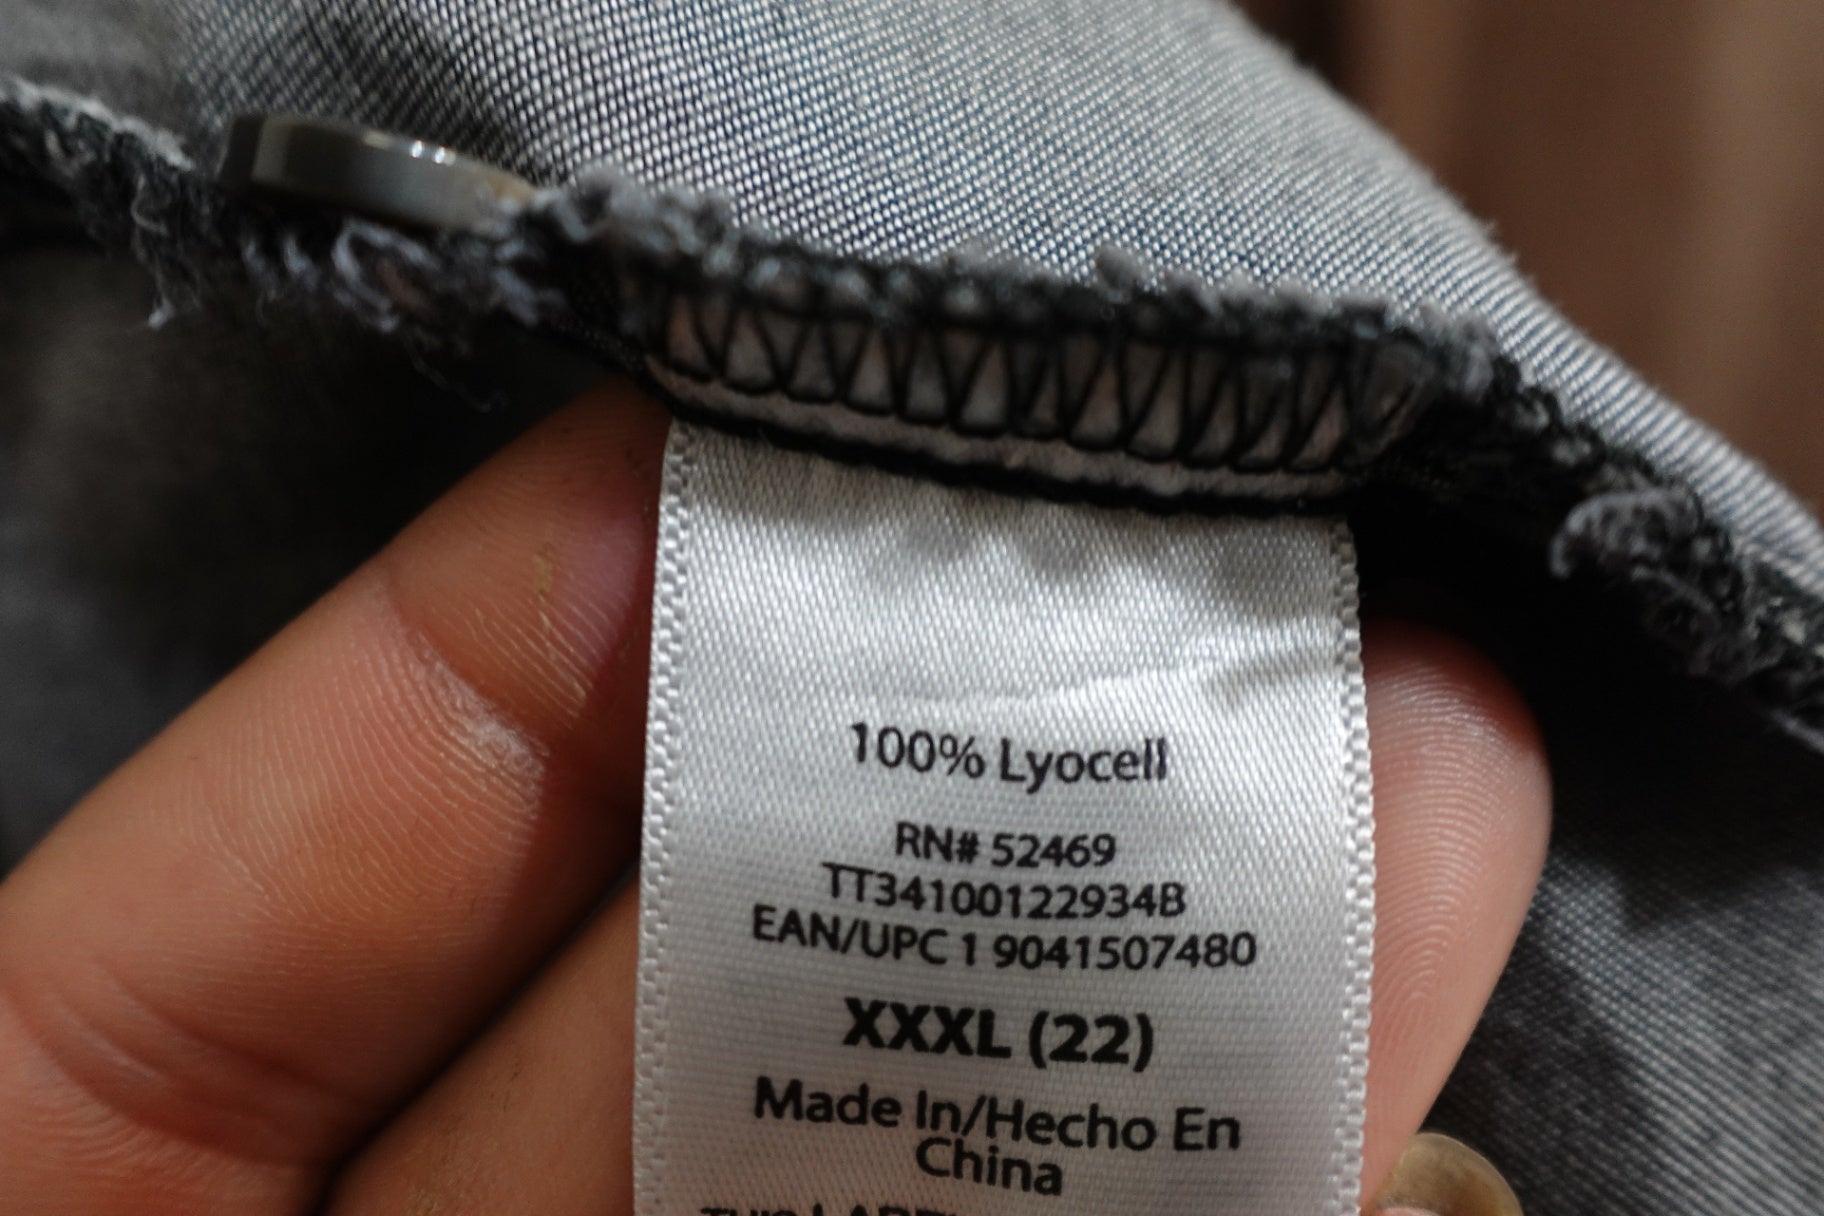 100% Lyocell
RN# 52469
TT34100122934B
EAN/UPC 1 9041507480
XXXL (22)
Made In/Hecho En
China